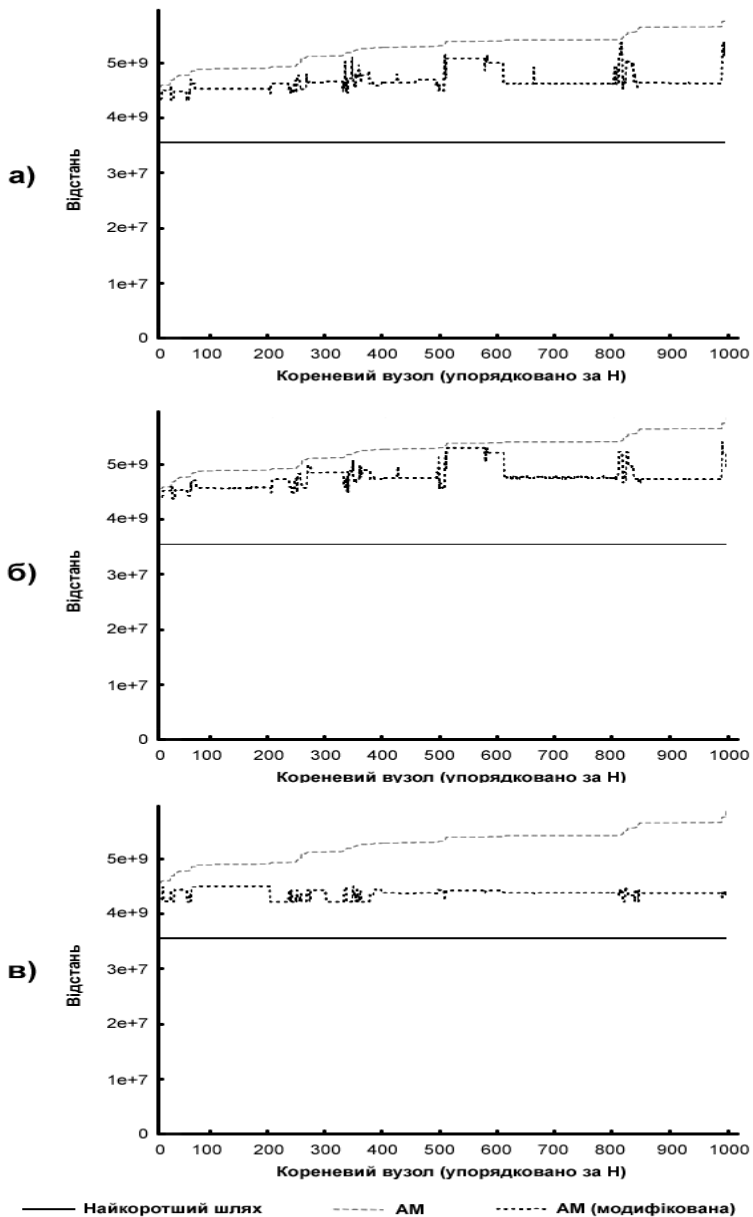 5e+9
4e+9
3e+7
2e+7
1e+7
0
а)
Відстань
0 100 200 300 400 500 600 700 800 900 1000
Кореневий вузол (упорядковано за Н)
5e+9
4e+9
3e+7
2e+7
1e+7
0
б)
Відстань
0 100 200 300 400 500 600 700 800 900 1000
Кореневий вузол (упорядковано за Н)
5e+9
4e+9
3e+7
2e+7
1e+7
0
в)
Відстань
0 100 200 300 400 500 600 700 800 900 1000
Кореневий вузол (упорядковано за Н)
Найкоротший шлях АМ АМ (модифікована)